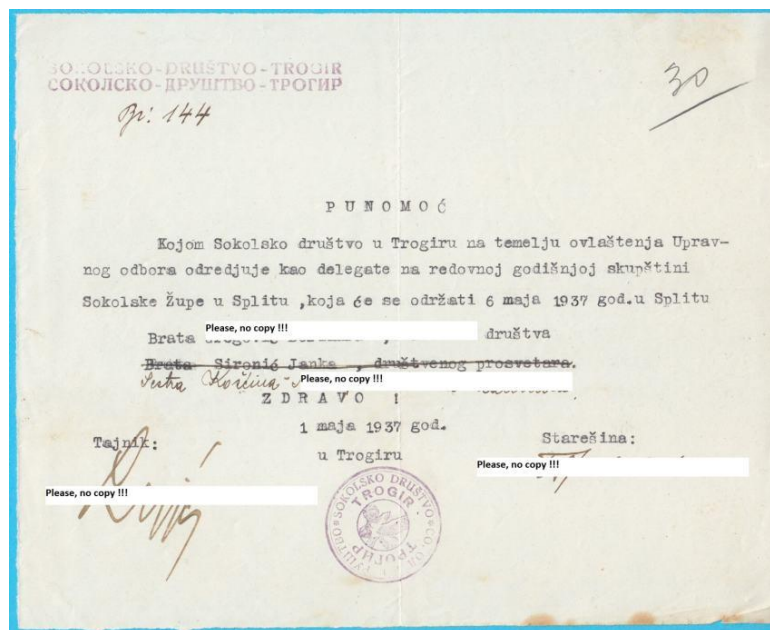 SOKOLSKO-DRUŠTVO-TROGIR
СОКОЛСКО-ДРУШТВО-ТРОГИР
Br: 144
30
PUNOMOĆ
Kojom Sokolsko društvo u Trogiru na temelju ovlaštenja Uprav-
nog odbora odredjuje kao delegate na redovnoj godišnjoj skupštini
Sokolske Župe u Splitu ,koja će se održati 6 maja 1937 god.u Splitu
Brata Please, no copy !!! društva
Brata Sironić Janka , društvenog prosvetara.
Please, no copy !!!
ZDRAVO !
1 maja 1937 god.
Tajnik: Starešina:
u Trogiru
Please, no copy !!!
Please, no copy !!!
SOKOLSKO DRUŠTVO
TROGIR
ТРОГИР